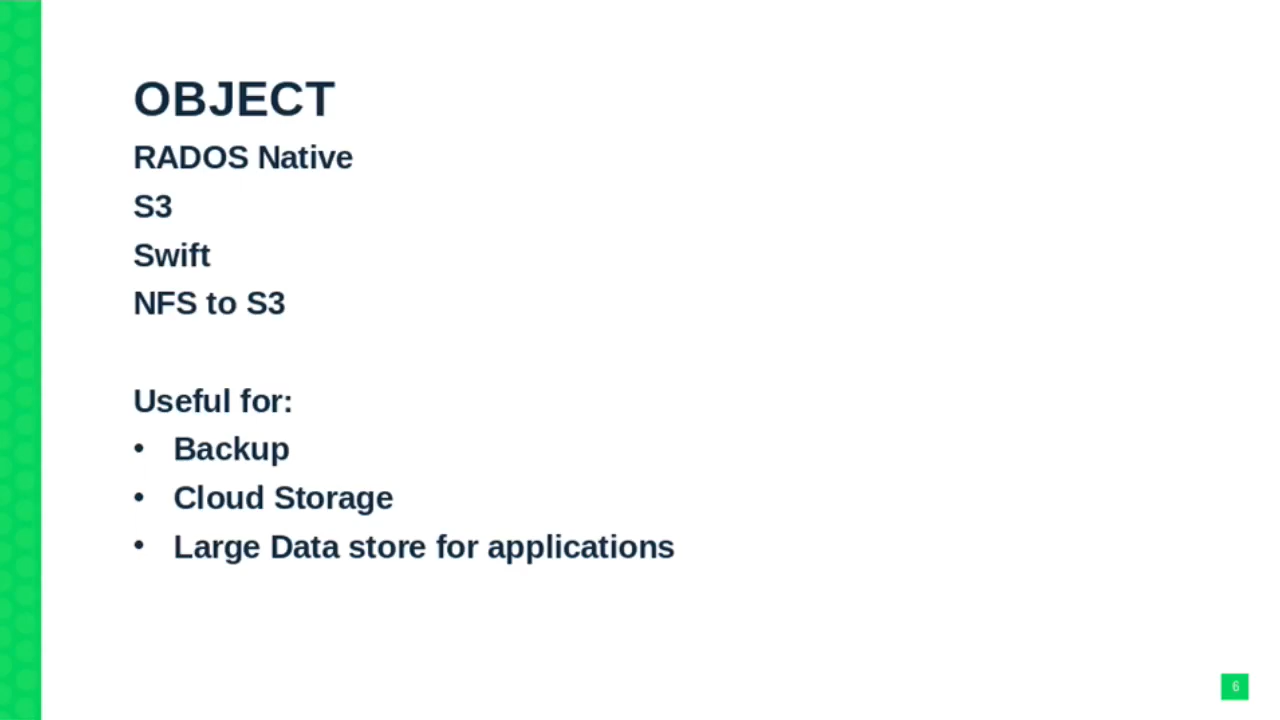 OBJECT
RADOS Native
S3
Swift
NFS to S3
Useful for:
• Backup
• Cloud Storage
• Large Data store for applications
6